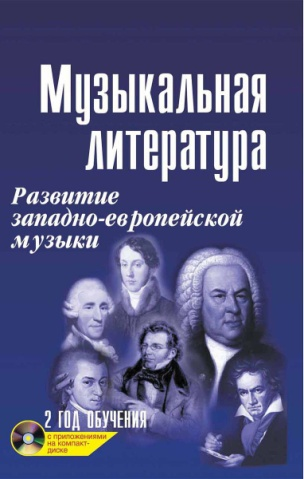 Музыкальная
литература
Развитие
западно-европейской
музыки
2 ГОД ОБУЧЕНИЯ
с приложениями
на компакт-
диске